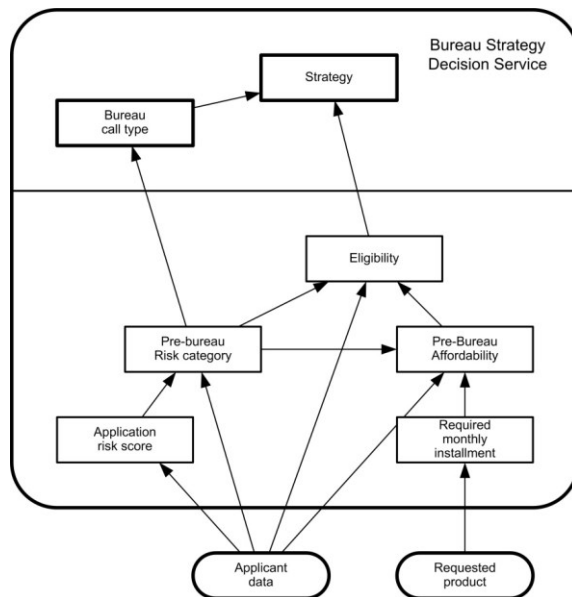 Bureau Strategy
Decision Service
Strategy
Bureau
call type
Eligibility
Pre-bureau
Risk category
Pre-Bureau
Affordability
Application
risk score
Required
monthly
installment
Applicant
data
Requested
product